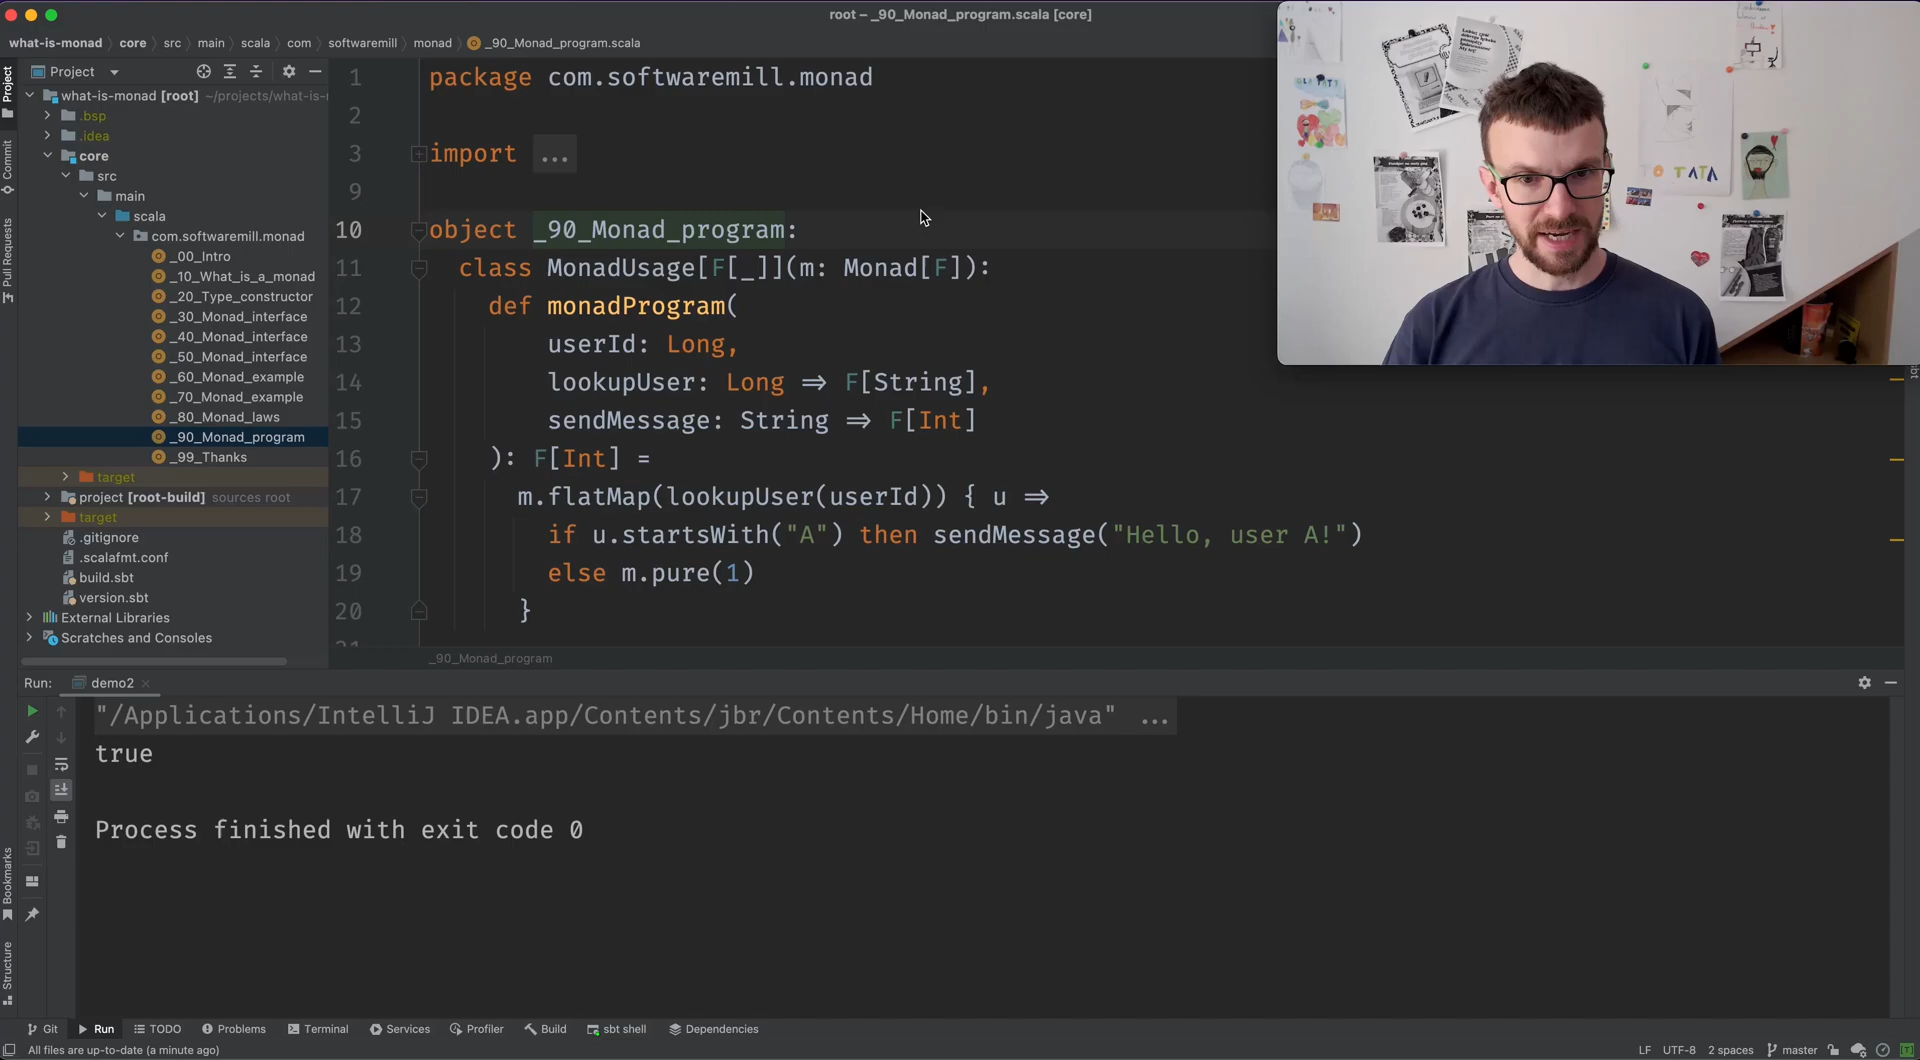 root – _90_Monad_program.scala [core]
what-is-monad
core
src
main
scala
com
softwaremill
monad
_90_Monad_program.scala
Project
Project
what-is-monad [root] ~/projects/what-is-
.bsp
.idea
core
src
main
scala
com.softwaremill.monad
_00_Intro
_10_What_is_a_monad
_20_Type_constructor
_30_Monad_interface
_40_Monad_interface
_50_Monad_interface
_60_Monad_example
_70_Monad_example
_80_Monad_laws
_90_Monad_program
_99_Thanks
target
project [root-build] sources root
target
.gitignore
.scalafmt.conf
build.sbt
version.sbt
External Libraries
Scratches and Consoles
Commit
Pull Requests
Bookmarks
Structure
1 package com.softwaremill.monad
2
3 import ...
9
10 object _90_Monad_program:
11 class MonadUsage[F[_]](m: Monad[F]):
12 def monadProgram(
13 userId: Long,
14 lookupUser: Long ⇒ F[String],
15 sendMessage: String ⇒ F[Int]
16 ): F[Int] =
17 m.flatMap(lookupUser(userId)) { u ⇒
18 if u.startsWith("A") then sendMessage("Hello, user A!")
19 else m.pure(1)
20 }
_90_Monad_program
TATA
sbt
Run: demo2
"/Applications/IntelliJ IDEA.app/Contents/jbr/Contents/Home/bin/java" ...
true
Process finished with exit code 0
Git
Run
TODO
Problems
Terminal
Services
Profiler
Build
sbt shell
Dependencies
All files are up-to-date (a minute ago)
LF
UTF-8
2 spaces
master